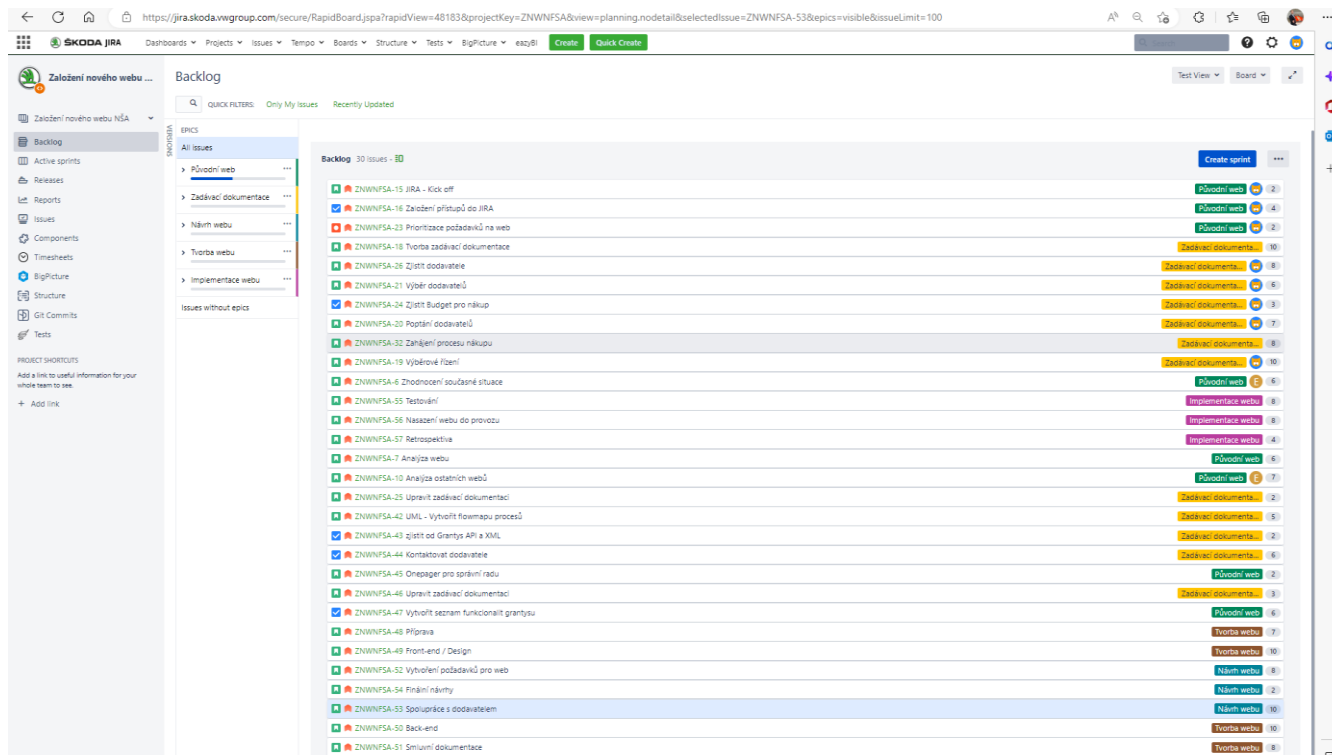 https://jira.skoda.vwgroup.com/secure/RapidBoard.jspa?rapidView=48183&projectKey=ZNWNFSA&view=planning.nodetail&selectedIssue=ZNWNFSA-53&epics=visible&issueLimit=100
ŠKODA JIRA Dashboards Projects Issues Tempo Boards Structure Tests BigPicture eazyBI Create Quick Create
Založení nového webu ...
Založení nového webu NŠA
Backlog
Active sprints
Releases
Reports
Issues
Components
Timesheets
BigPicture
Structure
Git Commits
Tests
PROJECT SHORTCUTS
Add a link to useful information for your
whole team to see.
+ Add link
Backlog
Test View Board
QUICK FILTERS: Only My Issues Recently Updated
VERSIONS
EPICS
All issues
Původní web ...
Zadávací dokumentace ...
Návrh webu ...
Tvorba webu ...
Implementace webu ...
Issues without epics
Backlog 30 issues -
Create sprint ...
ZNWNFSA-15 JIRA - Kick off Původní web 2
ZNWNFSA-16 Založení přístupů do JIRA Původní web 4
ZNWNFSA-23 Prioritizace požadavků na web Původní web 2
ZNWNFSA-18 Tvorba zadávací dokumentace Zadávací dokumenta... 10
ZNWNFSA-26 Zjistit dodavatele Zadávací dokumenta... 8
ZNWNFSA-21 Výběr dodavatelů Zadávací dokumenta... 6
ZNWNFSA-24 Zjistit Budget pro nákup Zadávací dokumenta... 3
ZNWNFSA-20 Poptání dodavatelů Zadávací dokumenta... 7
ZNWNFSA-32 Zahájení procesu nákupu Zadávací dokumenta... 8
ZNWNFSA-19 Výběrové řízení Zadávací dokumenta... 10
ZNWNFSA-6 Zhodnocení současné situace Původní web E 6
ZNWNFSA-55 Testování Implementace webu 8
ZNWNFSA-56 Nasazení webu do provozu Implementace webu 8
ZNWNFSA-57 Retrospektiva Implementace webu 4
ZNWNFSA-7 Analýza webu Původní web 6
ZNWNFSA-10 Analýza ostatních webů Původní web E 7
ZNWNFSA-25 Upravit zadávací dokumentaci Zadávací dokumenta... 2
ZNWNFSA-42 UML - Vytvořit flowmapu procesů Zadávací dokumenta... 5
ZNWNFSA-43 zjistit od Grantys API a XML Zadávací dokumenta... 2
ZNWNFSA-44 Kontaktovat dodavatele Zadávací dokumenta... 6
ZNWNFSA-45 Onepager pro správní radu Původní web 2
ZNWNFSA-46 Upravit zadávací dokumentaci Zadávací dokumenta... 3
ZNWNFSA-47 Vytvořit seznam funkcionalit grantysu Původní web 6
ZNWNFSA-48 Příprava Tvorba webu 7
ZNWNFSA-49 Front-end / Design Tvorba webu 10
ZNWNFSA-52 Vytvoření požadavků pro web Návrh webu 8
ZNWNFSA-54 Finální návrhy Návrh webu 2
ZNWNFSA-53 Spolupráce s dodavatelem Návrh webu 10
ZNWNFSA-50 Back-end Tvorba webu 10
ZNWNFSA-51 Smluvní dokumentace Tvorba webu 8